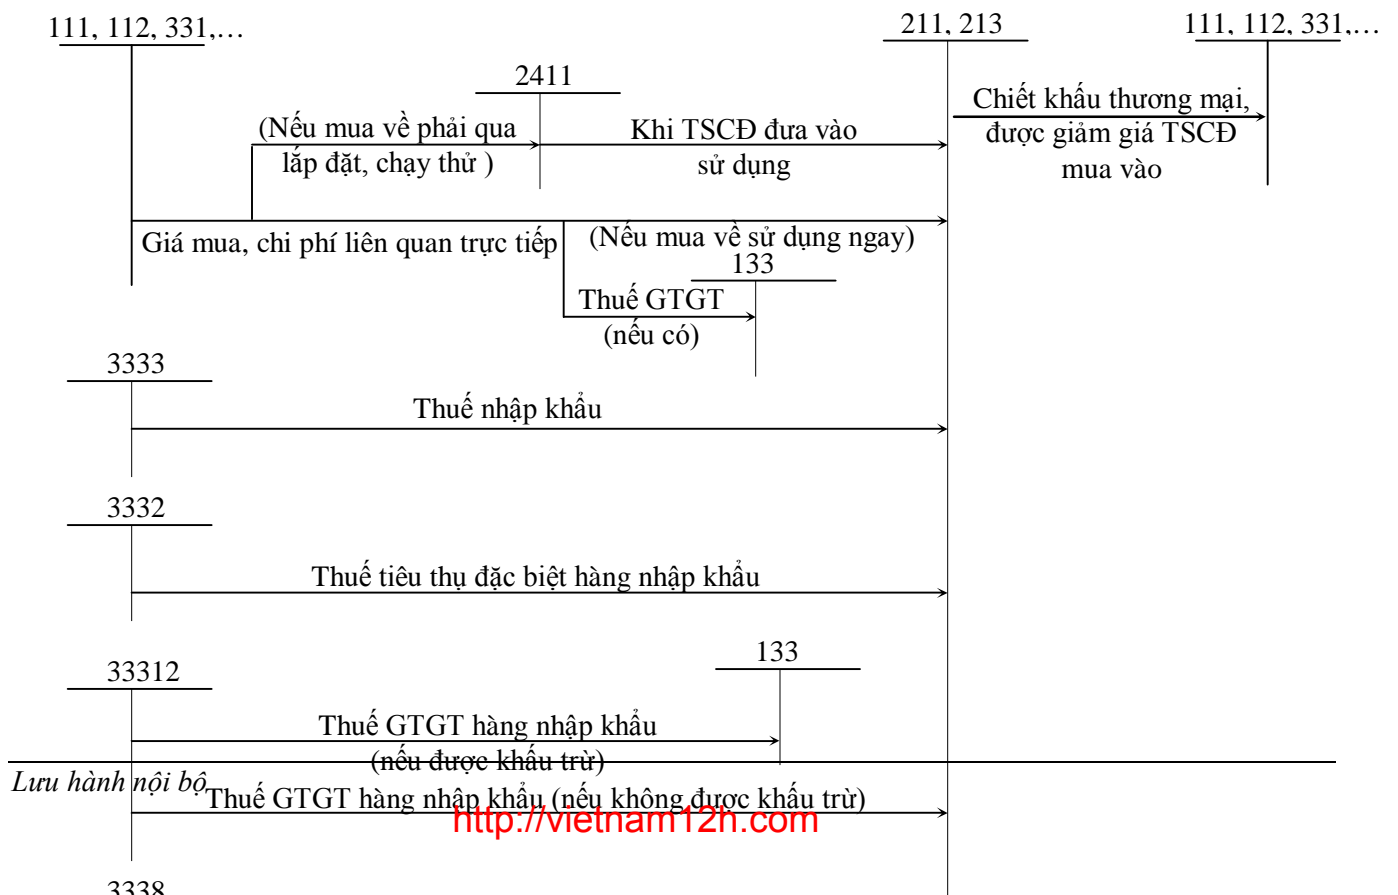 111, 112, 331,…
211, 213
111, 112, 331,…
2411
(Nếu mua về phải qua
lắp đặt, chạy thử )
Khi TSCĐ đưa vào
sử dụng
Chiết khấu thương mại,
được giảm giá TSCĐ
mua vào
Giá mua, chi phí liên quan trực tiếp
(Nếu mua về sử dụng ngay)
133
Thuế GTGT
(nếu có)
3333
Thuế nhập khẩu
3332
Thuế tiêu thụ đặc biệt hàng nhập khẩu
133
33312
Thuế GTGT hàng nhập khẩu
(nếu được khấu trừ)
Lưu hành nội bộ
Thuế GTGT hàng nhập khẩu (nếu không được khấu trừ)
http://vietnam12h.com
3338